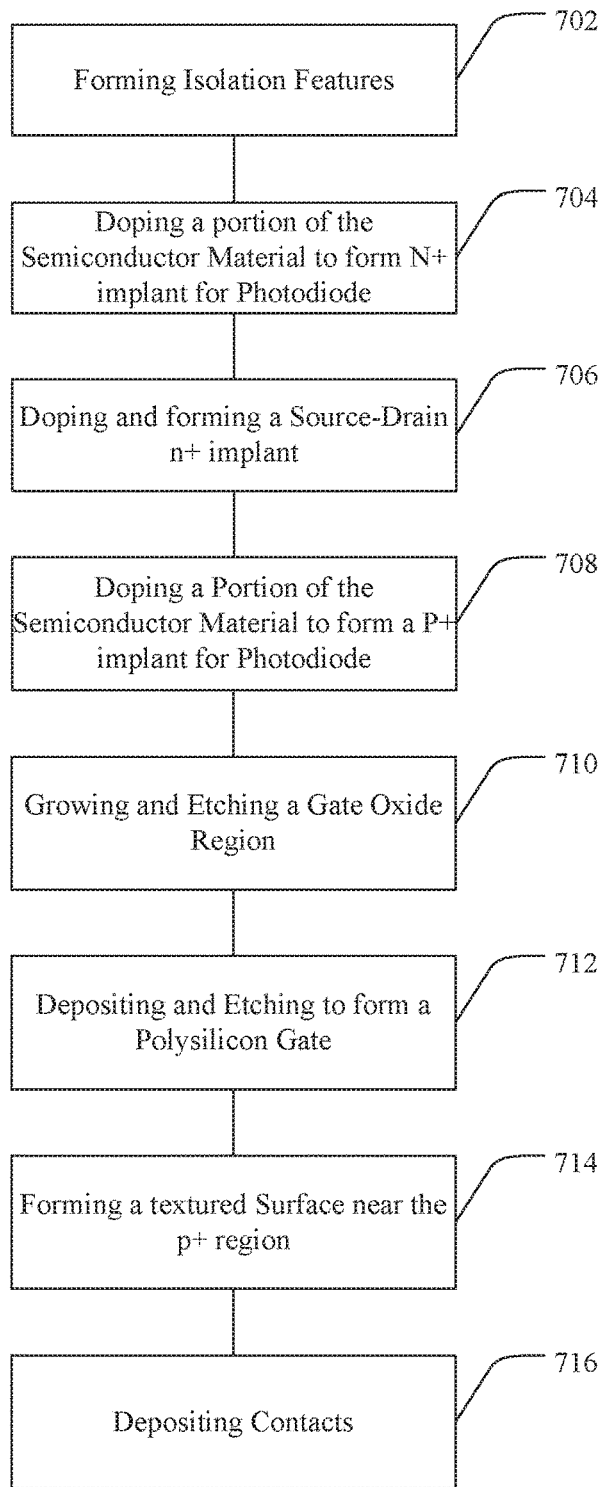 702
Forming Isolation Features
704
Doping a portion of the
Semiconductor Material to form N+
implant for Photodiode
706
Doping and forming a Source-Drain
n+ implant
708
Doping a Portion of the
Semiconductor Material to form a P+
implant for Photodiode
710
Growing and Etching a Gate Oxide
Region
712
Depositing and Etching to form a
Polysilicon Gate
714
Forming a textured Surface near the
p+ region
716
Depositing Contacts